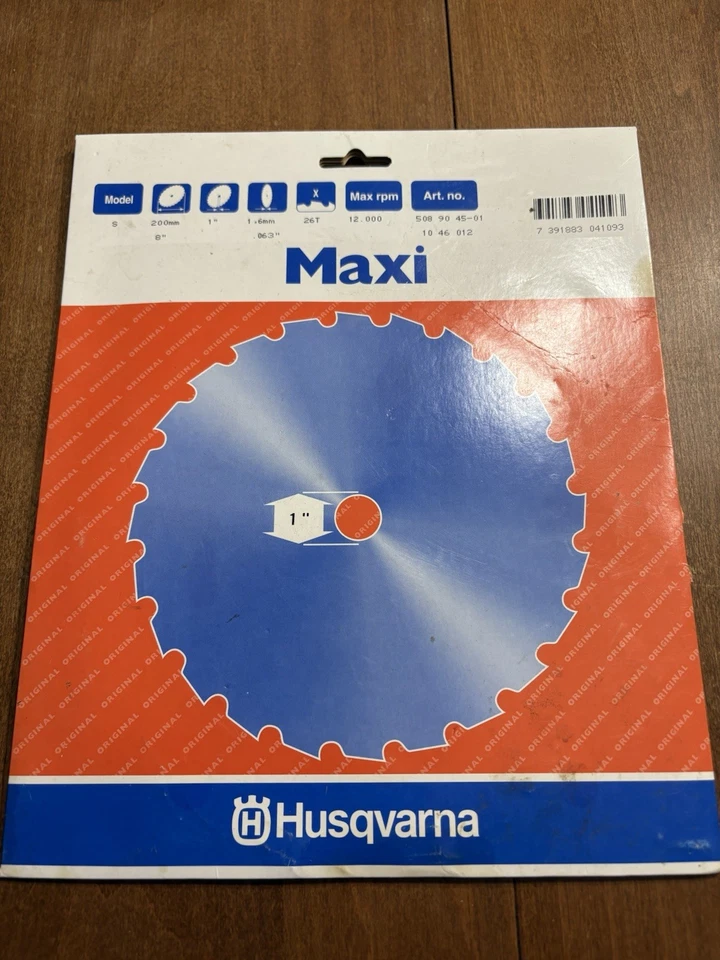 Model X Max rpm Art. no.
S 200mm 1" 1.6mm 26T 12.000 508 90 45-01
8" .063" 10 46 012
7 391883 041093
Maxi
1"
ORIGINAL
H Husqvarna